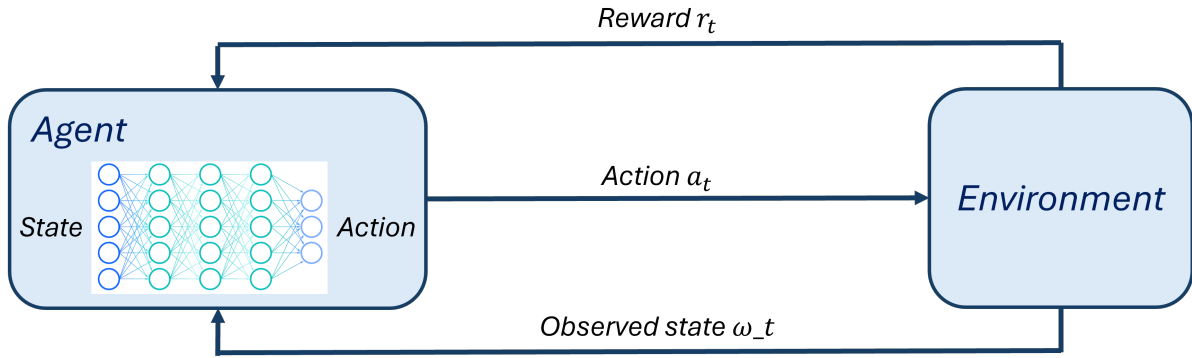 Reward r_t
Agent
State
Action
Action a_t
Environment
Observed state ω_t